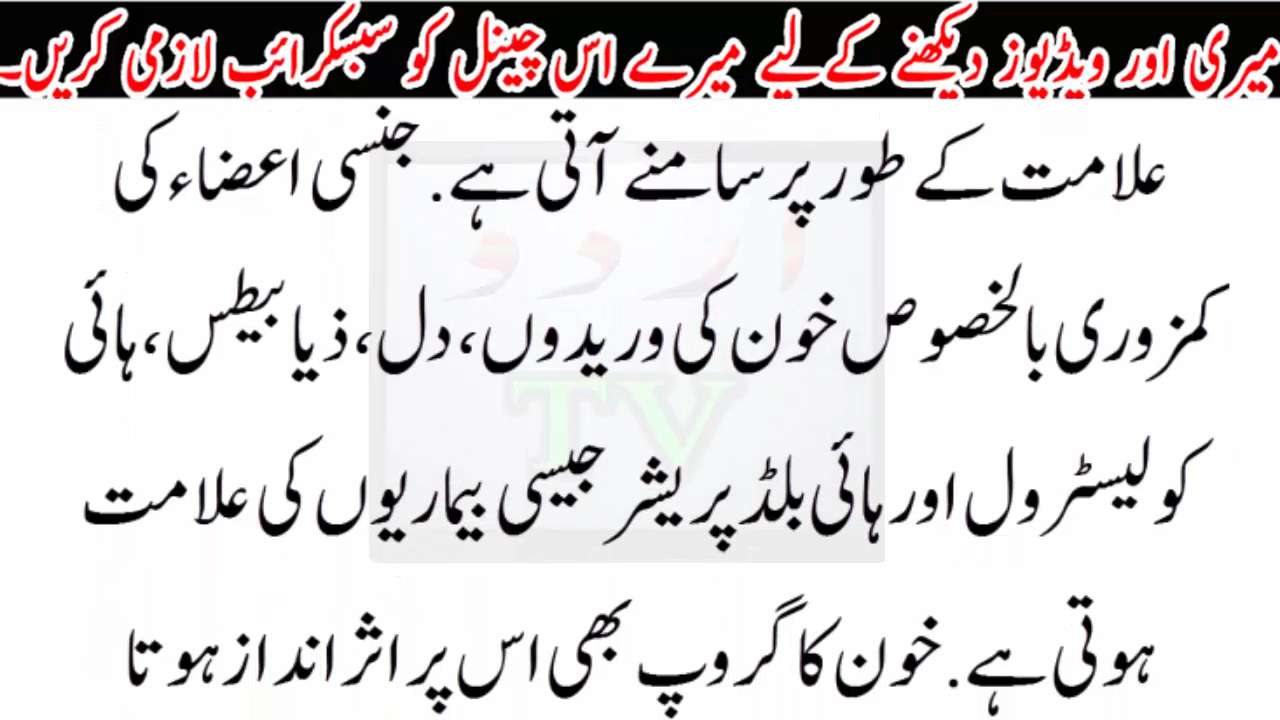 میری اور ویڈیوز دیکھنے کے لیے میرے اس چینل کو سبسکرائب لازمی کریں۔
علامت کے طور پر سامنے آتی ہے. جنسی اعضاء کی
کمزوری بالخصوص خون کی وریدوں، دل، ذیابیطس، ہائی
کولیسٹرول اور ہائی بلڈ پریشر جیسی بیماریوں کی علامت
ہوتی ہے. خون کا گروپ بھی اس پر اثر انداز ہوتا
اردو
TV